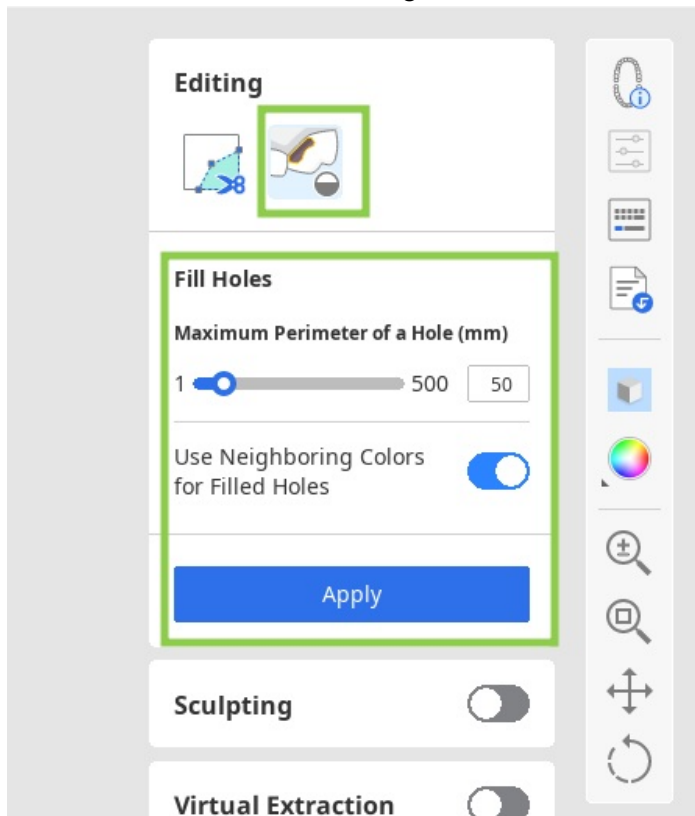 Editing
Fill Holes
Maximum Perimeter of a Hole (mm)
1 500 50
Use Neighboring Colors
for Filled Holes
Apply
Sculpting
Virtual Extraction